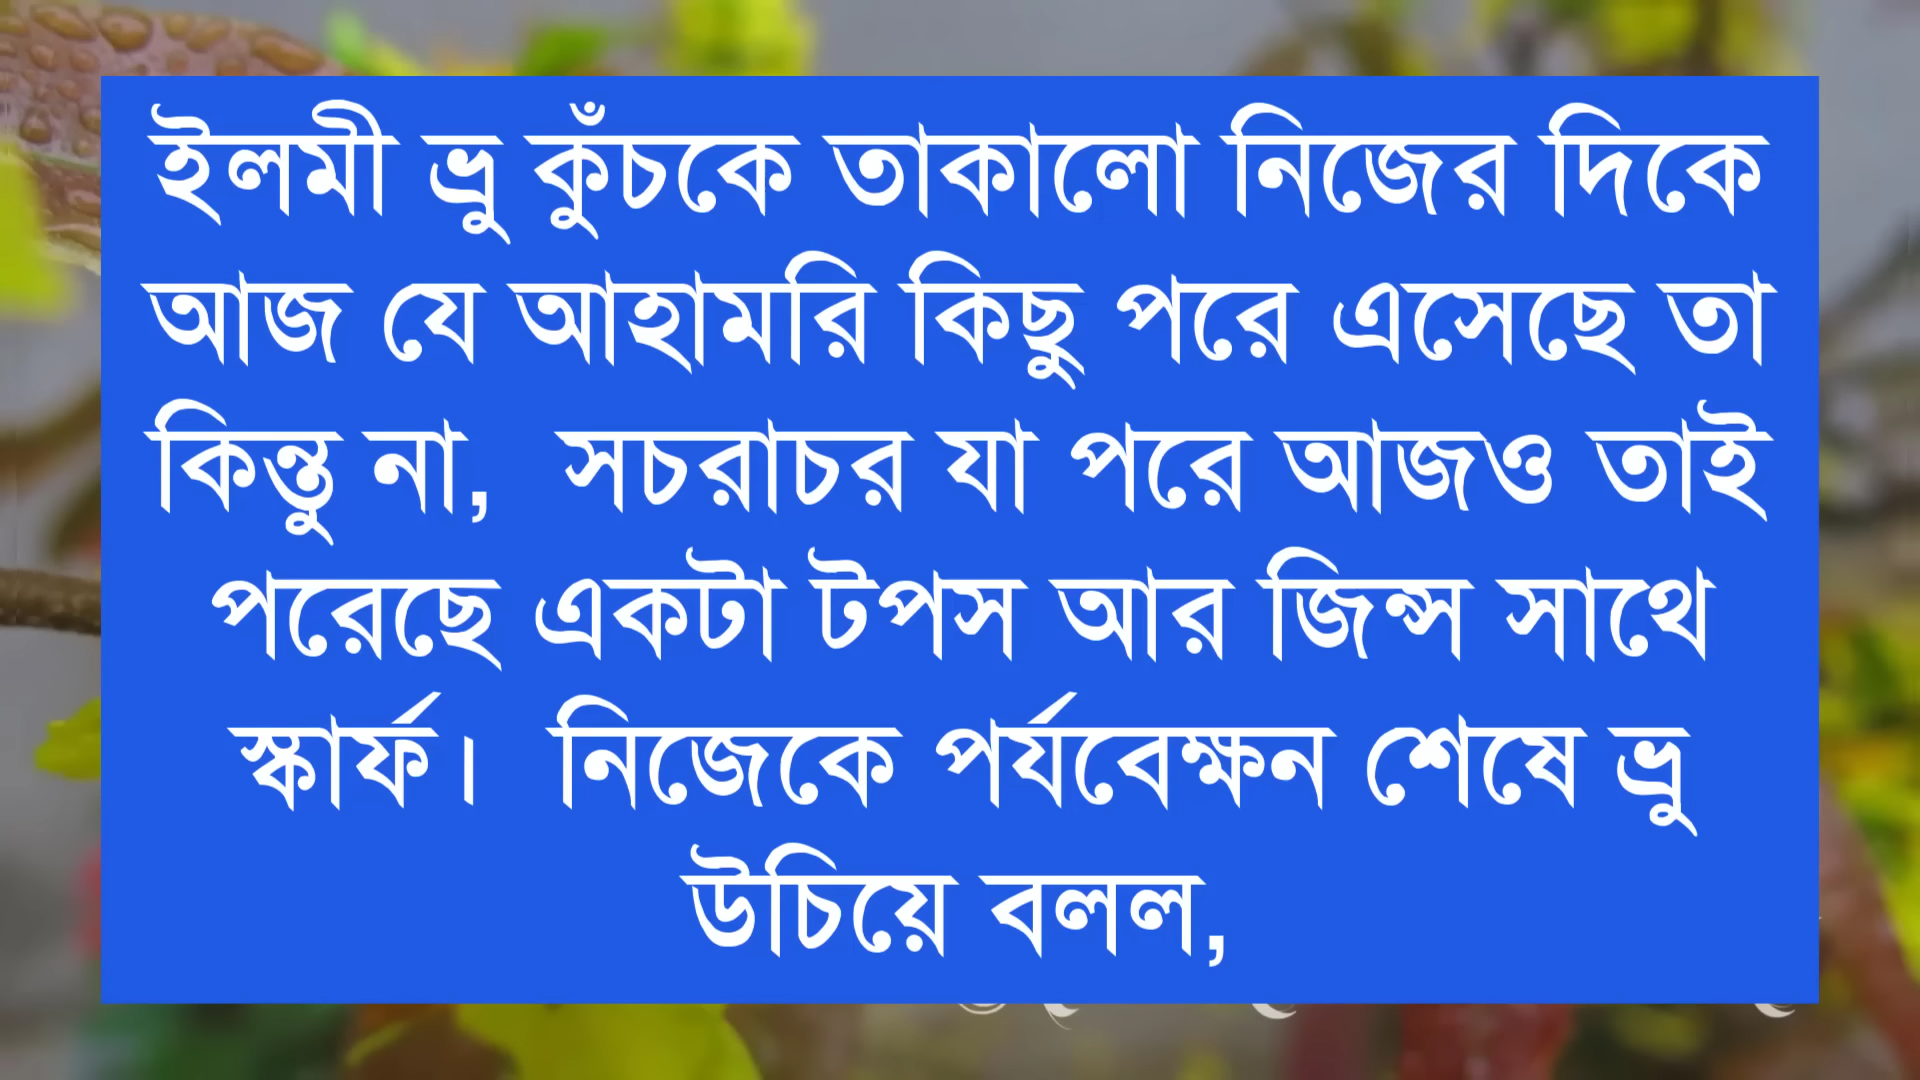 ইলমী ভ্রু কুঁচকে তাকালো নিজের দিকে
আজ যে আহামরি কিছু পরে এসেছে তা
কিন্তু না,  সচরাচর যা পরে আজও তাই
পরেছে একটা টপস আর জিন্স সাথে
স্কার্ফ।  নিজেকে পর্যবেক্ষন শেষে ভ্রু
উচিয়ে বলল,